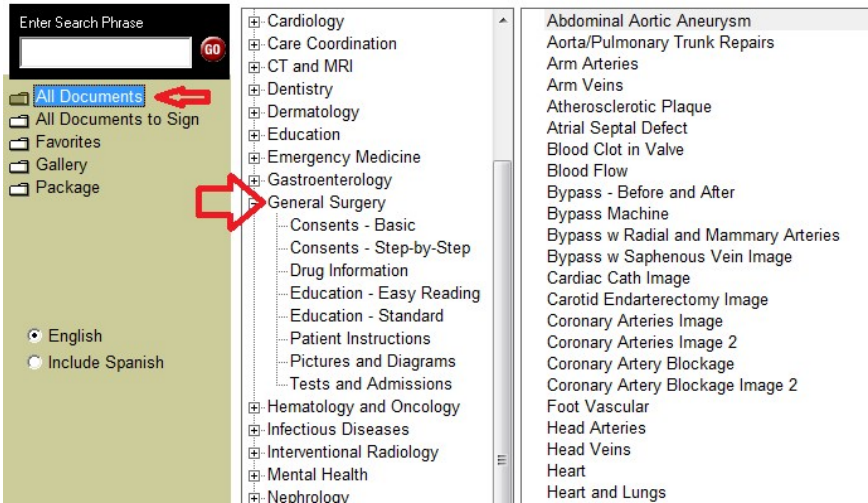 Enter Search Phrase
GO
All Documents
All Documents to Sign
Favorites
Gallery
Package
English
Include Spanish
Cardiology
Care Coordination
CT and MRI
Dentistry
Dermatology
Education
Emergency Medicine
Gastroenterology
General Surgery
Consents - Basic
Consents - Step-by-Step
Drug Information
Education - Easy Reading
Education - Standard
Patient Instructions
Pictures and Diagrams
Tests and Admissions
Hematology and Oncology
Infectious Diseases
Interventional Radiology
Mental Health
Nephrology
Abdominal Aortic Aneurysm
Aorta/Pulmonary Trunk Repairs
Arm Arteries
Arm Veins
Atherosclerotic Plaque
Atrial Septal Defect
Blood Clot in Valve
Blood Flow
Bypass - Before and After
Bypass Machine
Bypass w Radial and Mammary Arteries
Bypass w Saphenous Vein Image
Cardiac Cath Image
Carotid Endarterectomy Image
Coronary Arteries Image
Coronary Arteries Image 2
Coronary Artery Blockage
Coronary Artery Blockage Image 2
Foot Vascular
Head Arteries
Head Veins
Heart
Heart and Lungs